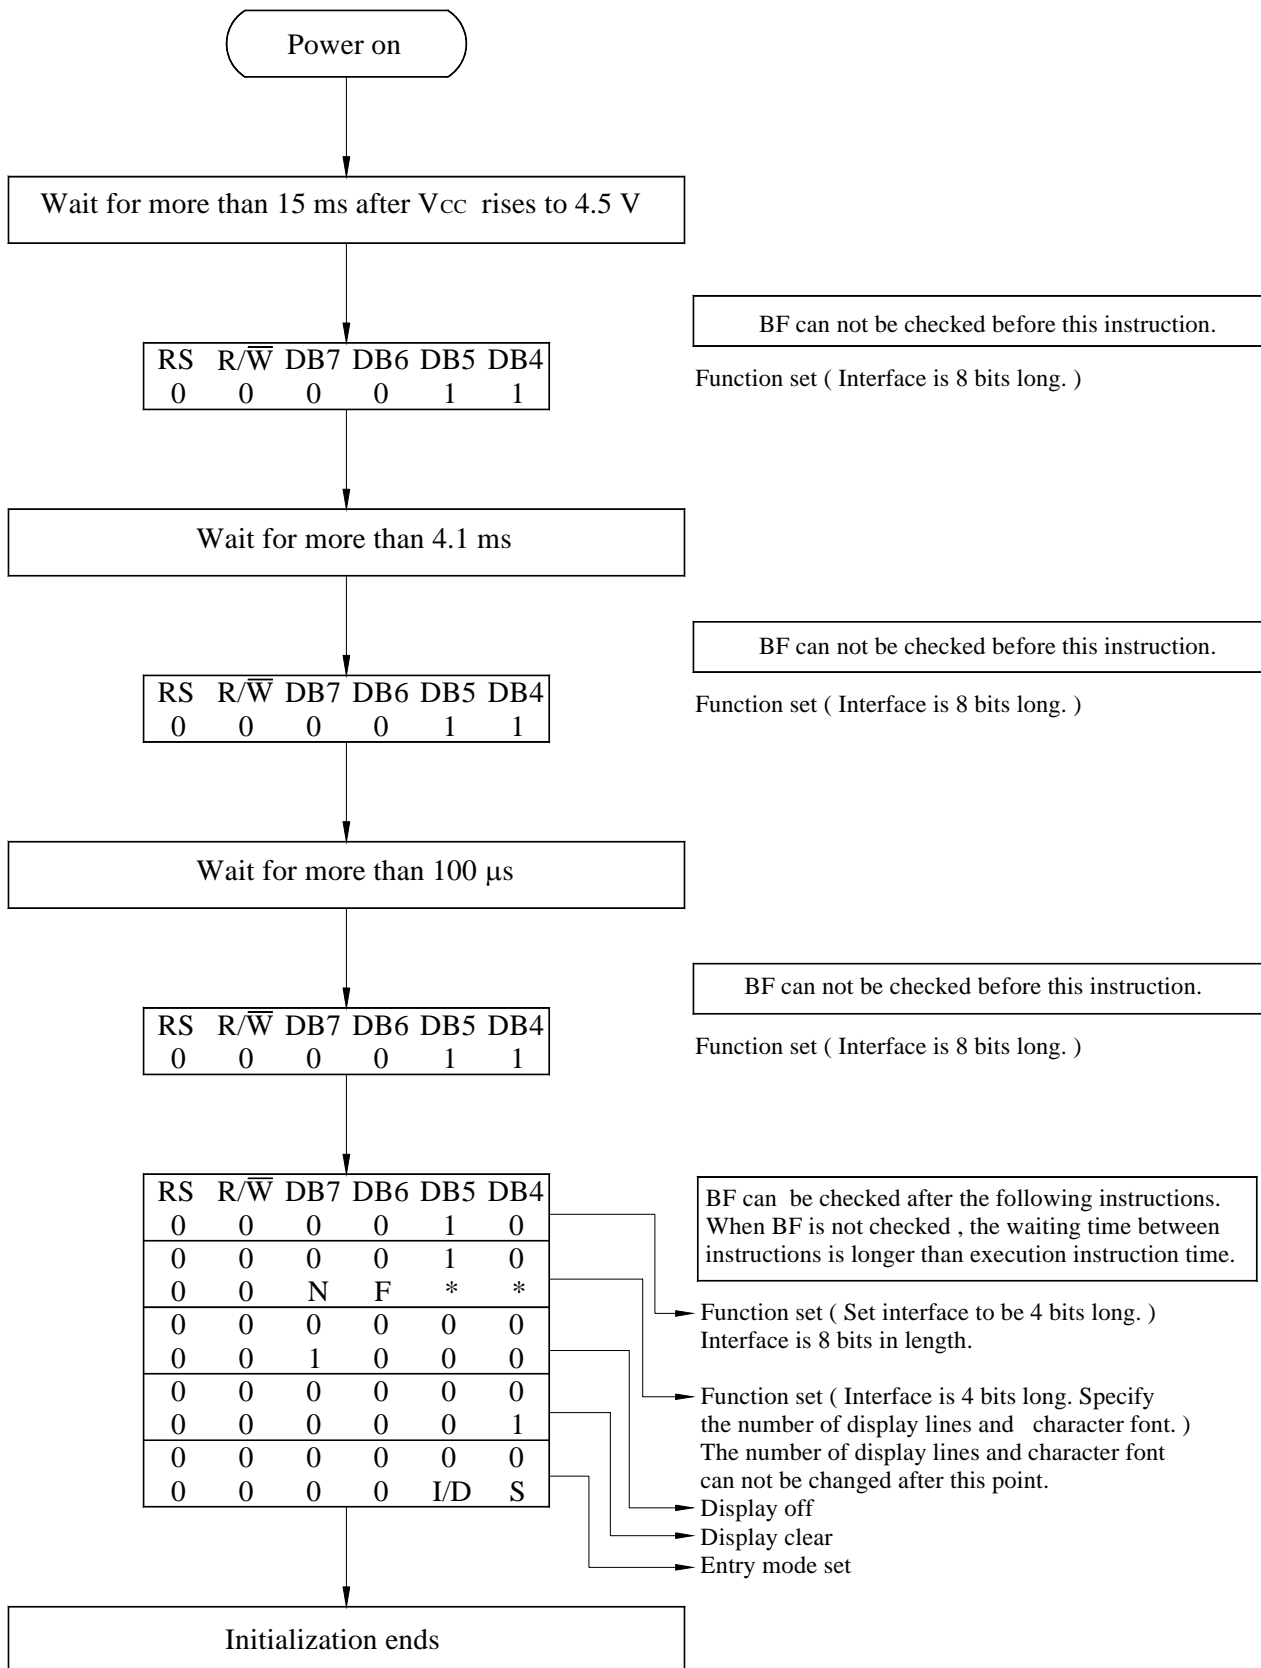 Power on
Wait for more than 15 ms after VCC rises to 4.5 V
BF can not be checked before this instruction.
RS R/W̅ DB7 DB6 DB5 DB4
0 0 0 0 1 1
Function set ( Interface is 8 bits long. )
Wait for more than 4.1 ms
BF can not be checked before this instruction.
RS R/W̅ DB7 DB6 DB5 DB4
0 0 0 0 1 1
Function set ( Interface is 8 bits long. )
Wait for more than 100 μs
BF can not be checked before this instruction.
RS R/W̅ DB7 DB6 DB5 DB4
0 0 0 0 1 1
Function set ( Interface is 8 bits long. )
RS R/W̅ DB7 DB6 DB5 DB4
0 0 0 0 1 0
0 0 0 0 1 0
0 0 N F * *
0 0 0 0 0 0
0 0 1 0 0 0
0 0 0 0 0 0
0 0 0 0 0 1
0 0 0 0 0 0
0 0 0 0 I/D S
BF can be checked after the following instructions.
When BF is not checked , the waiting time between
instructions is longer than execution instruction time.
Function set ( Set interface to be 4 bits long. )
Interface is 8 bits in length.
Function set ( Interface is 4 bits long. Specify
the number of display lines and character font. )
The number of display lines and character font
can not be changed after this point.
Display off
Display clear
Entry mode set
Initialization ends